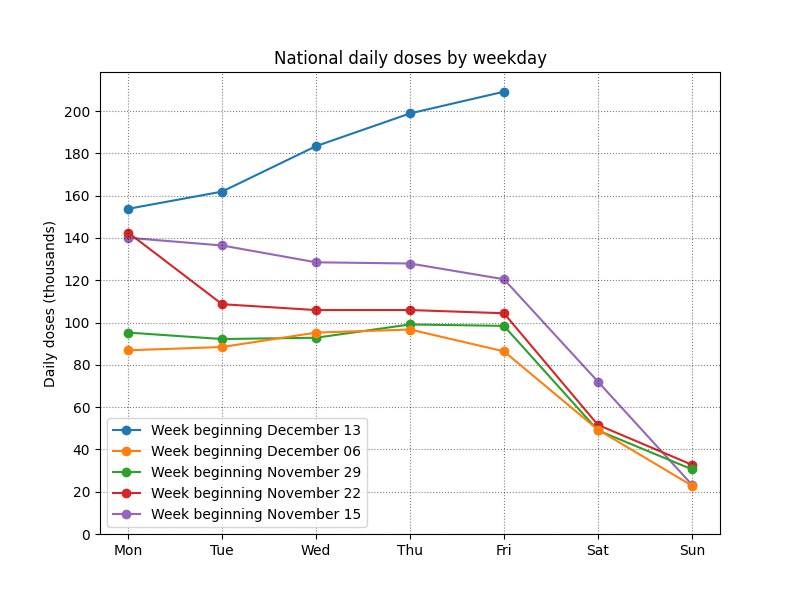 National daily doses by weekday
Daily doses (thousands)
200
180
160
140
120
100
80
60
40
20
0
Week beginning December 13
Week beginning December 06
Week beginning November 29
Week beginning November 22
Week beginning November 15
Mon Tue Wed Thu Fri Sat Sun